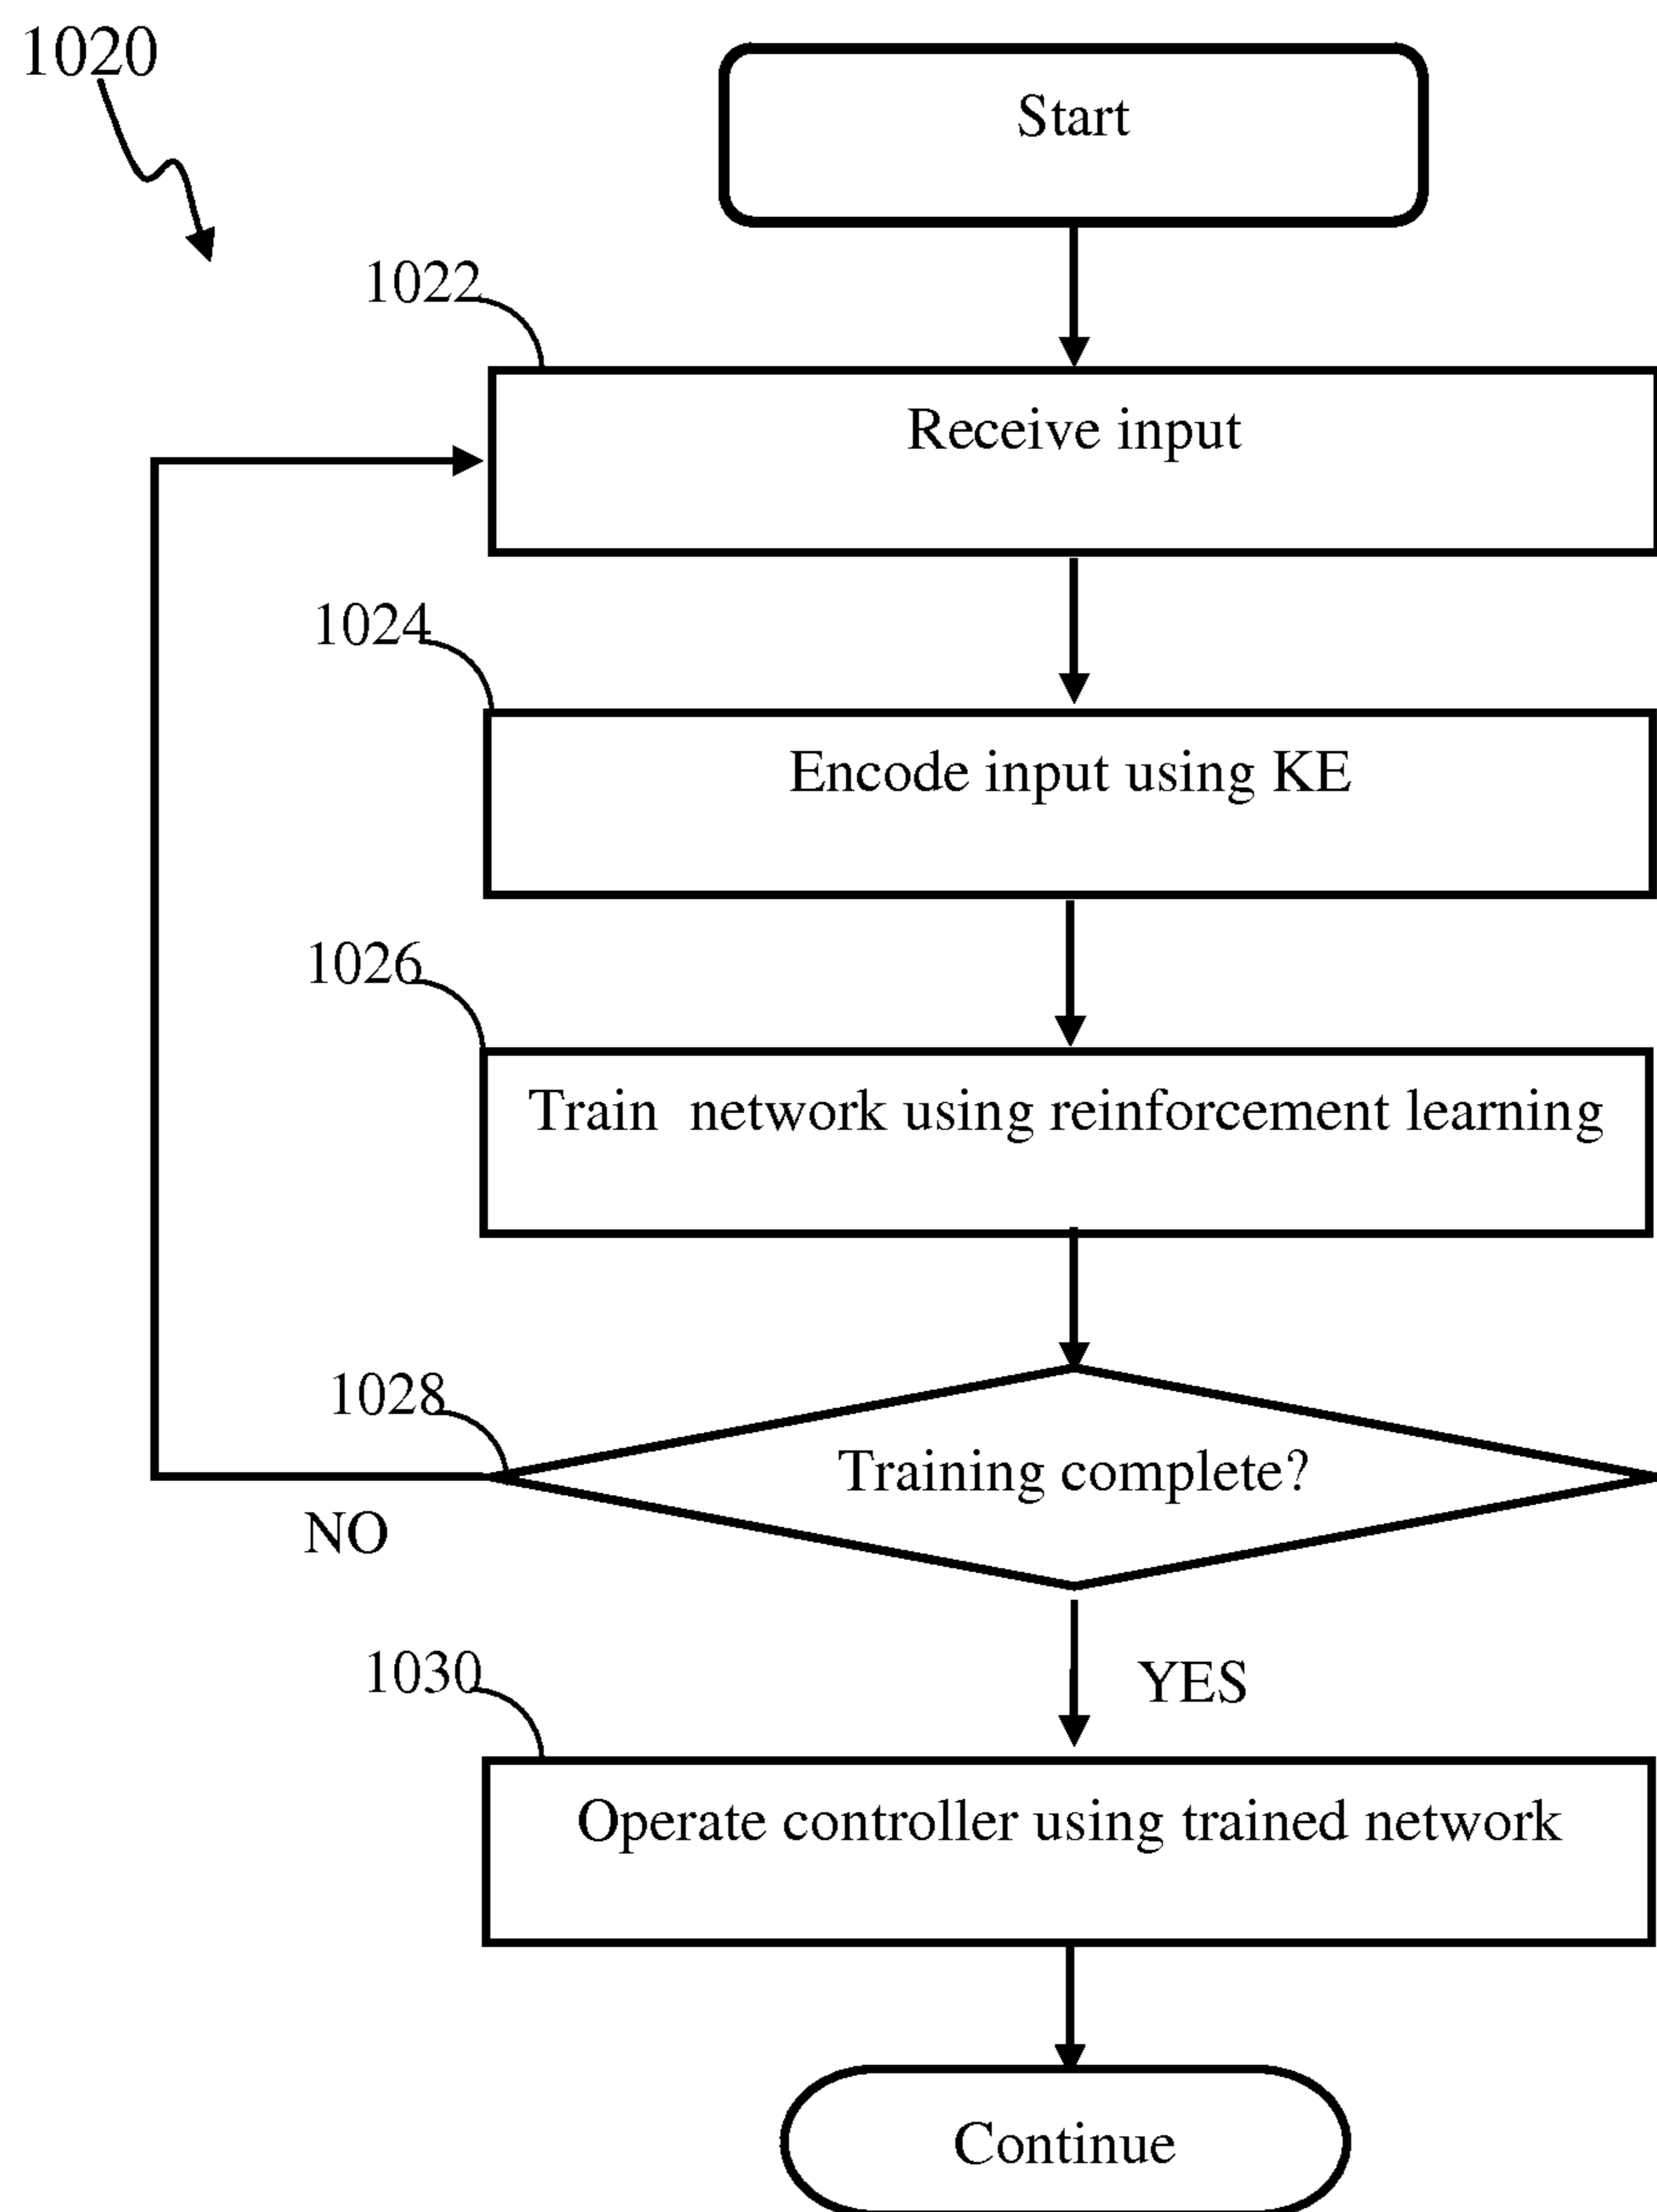 1020
Start
1022
Receive input
1024
Encode input using KE
1026
Train network using reinforcement learning
1028
Training complete?
NO
YES
1030
Operate controller using trained network
Continue